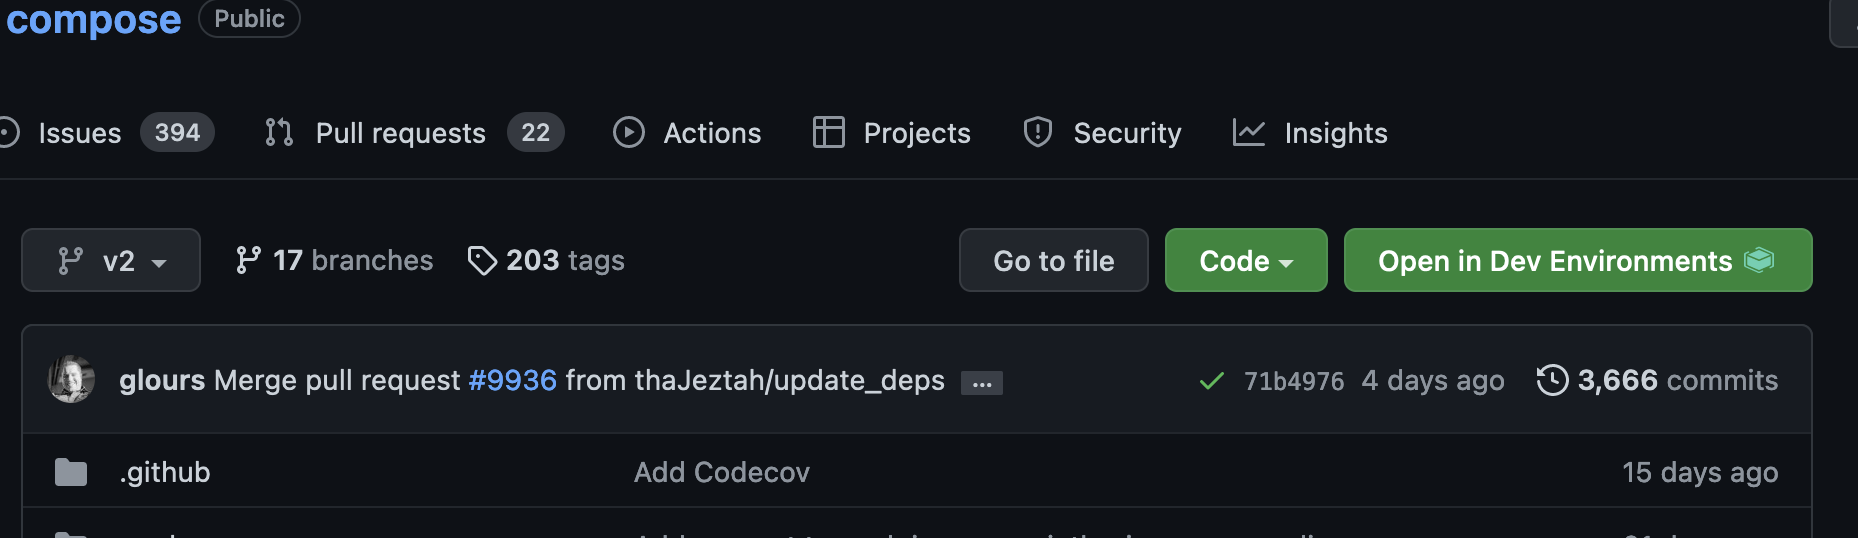 compose Public
Issues 394 Pull requests 22 Actions Projects Security Insights
v2 17 branches 203 tags Go to file Code Open in Dev Environments
glours Merge pull request #9936 from thaJeztah/update_deps ... 71b4976 4 days ago 3,666 commits
.github Add Codecov 15 days ago